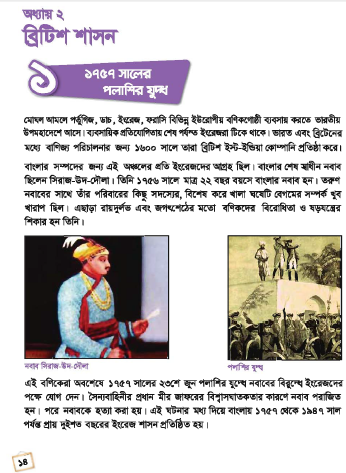 অধ্যায় ২
ব্রিটিশ শাসন
১
১৭৫৭ সালের
পলাশির যুদ্ধ
মোঘল আমলে পর্তুগিজ, ডাচ, ইংরেজ, ফরাসি বিভিন্ন ইউরোপীয় বণিকগোষ্ঠী ব্যবসায় করতে ভারতীয়
উপমহাদেশে আসে। ব্যবসায়িক প্রতিযোগিতায় শেষ পর্যন্ত ইংরেজরা টিকে থাকে। ভারত এবং ব্রিটেনের
মধ্যে বাণিজ্য পরিচালনার জন্য ১৬০০ সালে তারা ব্রিটিশ ইস্ট-ইন্ডিয়া কোম্পানি প্রতিষ্ঠা করে।
বাংলার সম্পদের জন্য এই অঞ্চলের প্রতি ইংরেজদের আগ্রহ ছিল। বাংলার শেষ স্বাধীন নবাব
ছিলেন সিরাজ-উদ-দৌলা। তিনি ১৭৫৬ সালে মাত্র ২২ বছর বয়সে বাংলার নবাব হন। তরুণ
নবাবের সাথে তাঁর পরিবারের কিছু সদস্যের, বিশেষ করে খালা ঘষেটি বেগমের সম্পর্ক খুব
খারাপ ছিল। এছাড়া রায়দুর্লভ এবং জগৎশেঠের মতো বণিকদের বিরোধিতা ও ষড়যন্ত্রের
শিকার হন তিনি।
নবাব সিরাজ-উদ-দৌলা
পলাশির যুদ্ধ
এই বণিকেরা অবশেষে ১৭৫৭ সালের ২৩শে জুন পলাশির যুদ্ধে নবাবের বিরুদ্ধে ইংরেজদের
পক্ষে যোগ দেন। সৈন্যবাহিনীর প্রধান মীর জাফরের বিশ্বাসঘাতকতার কারণে নবাব পরাজিত
হন। পরে নবাবকে হত্যা করা হয়। এই ঘটনার মধ্য দিয়ে বাংলায় ১৭৫৭ থেকে ১৯৪৭ সাল
পর্যন্ত প্রায় দুইশত বছরের ইংরেজ শাসন প্রতিষ্ঠিত হয়।
১৪